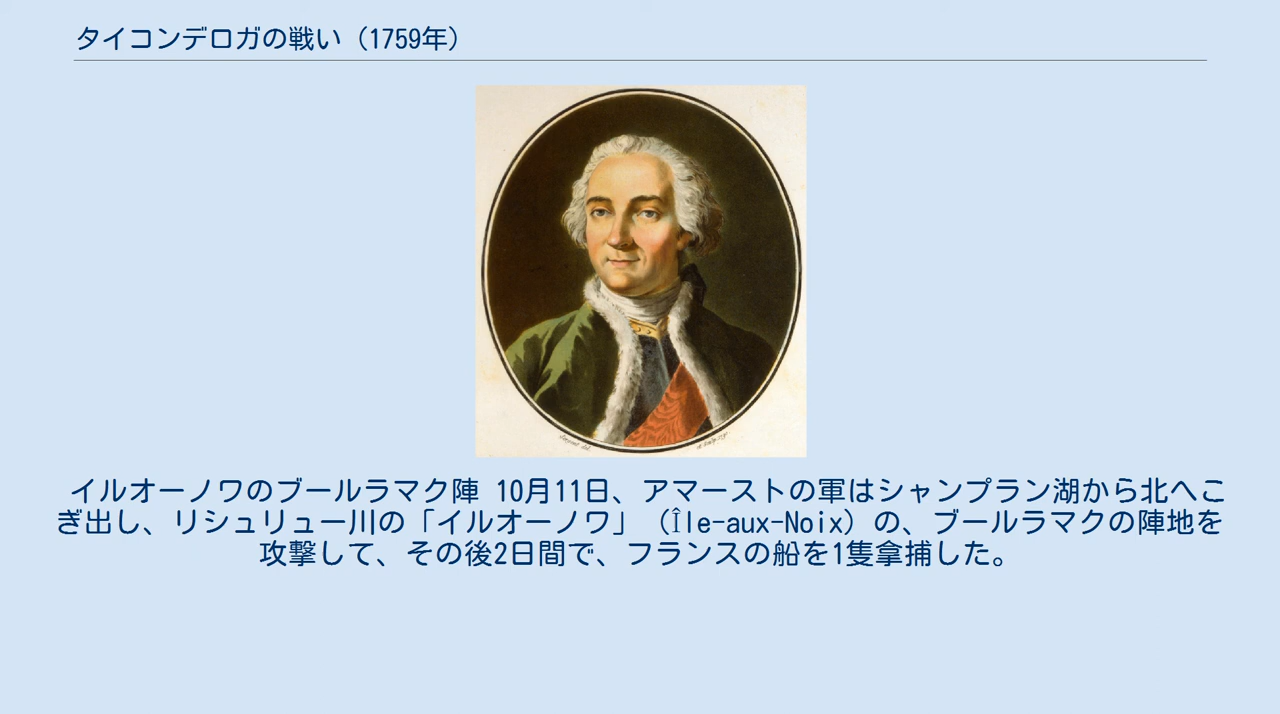 タイコンデロガの戦い（1759年）
イルオーノワのブールラマク陣 10月11日、アマーストの軍はシャンプラン湖から北へこ
ぎ出し、リシュリュー川の「イルオーノワ」（Île-aux-Noix）の、ブールラマクの陣地を
攻撃して、その後2日間で、フランスの船を1隻拿捕した。